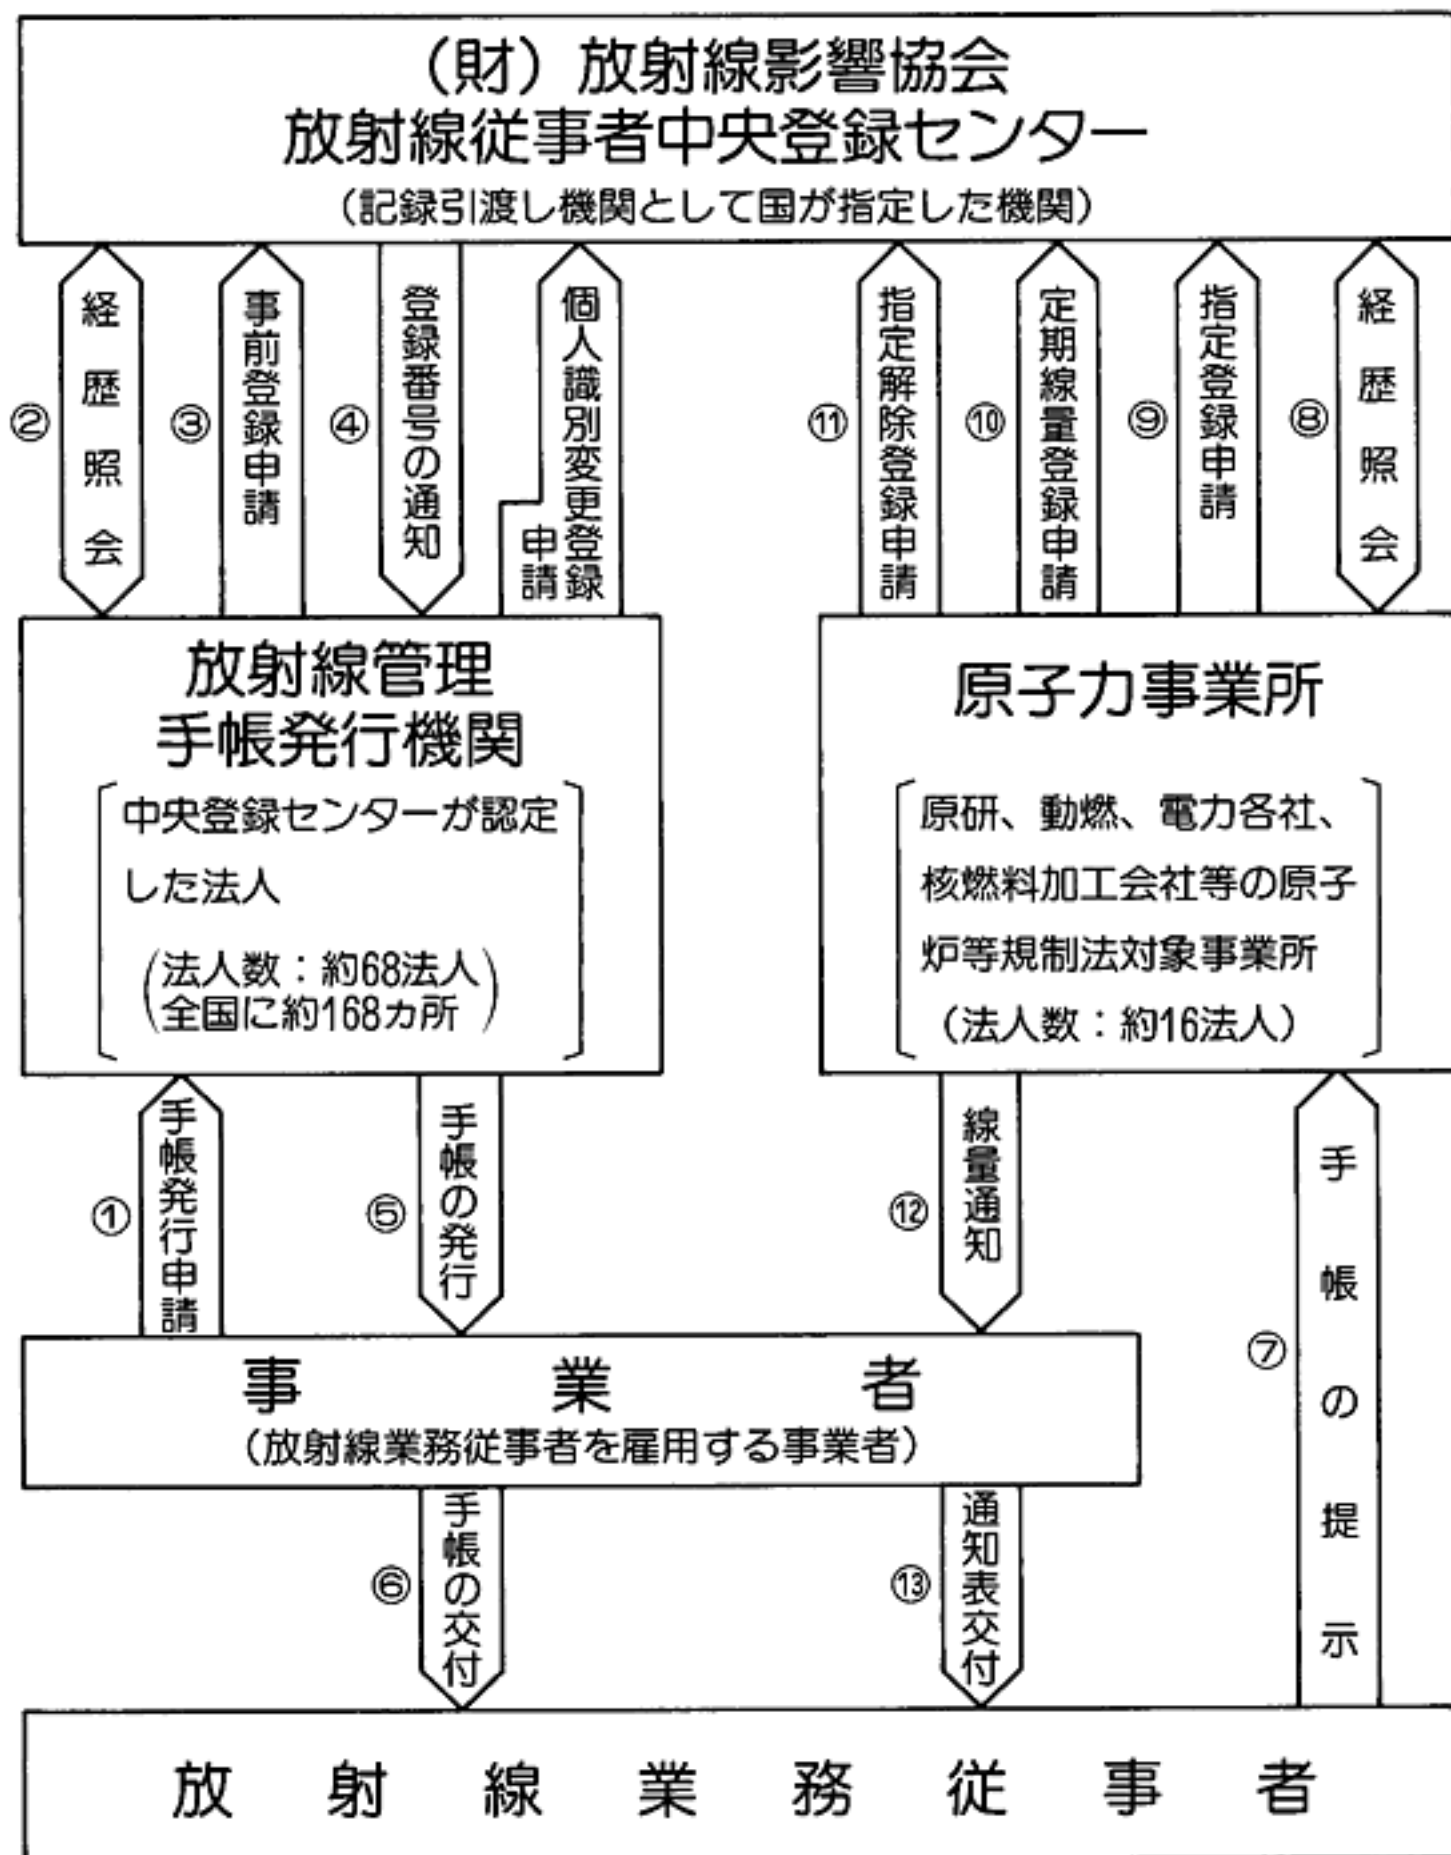 （財）放射線影響協会
放射線従事者中央登録センター
（記録引渡し機関として国が指定した機関）
②
経歴照会
③
事前登録申請
④
登録番号の通知
個人識別変更登録
申請
⑪
指定解除登録申請
⑩
定期線量登録申請
⑨
指定登録申請
⑧
経歴照会
放射線管理
手帳発行機関
中央登録センターが認定
した法人
（法人数：約68法人
全国に約168カ所）
原子力事業所
原研、動燃、電力各社、
核燃料加工会社等の原子
炉等規制法対象事業所
（法人数：約16法人）
①
手帳発行申請
⑤
手帳の発行
⑫
線量通知
⑦
手帳の提示
事業者
（放射線業務従事者を雇用する事業者）
⑥
手帳の交付
⑬
通知表交付
放射線業務従事者